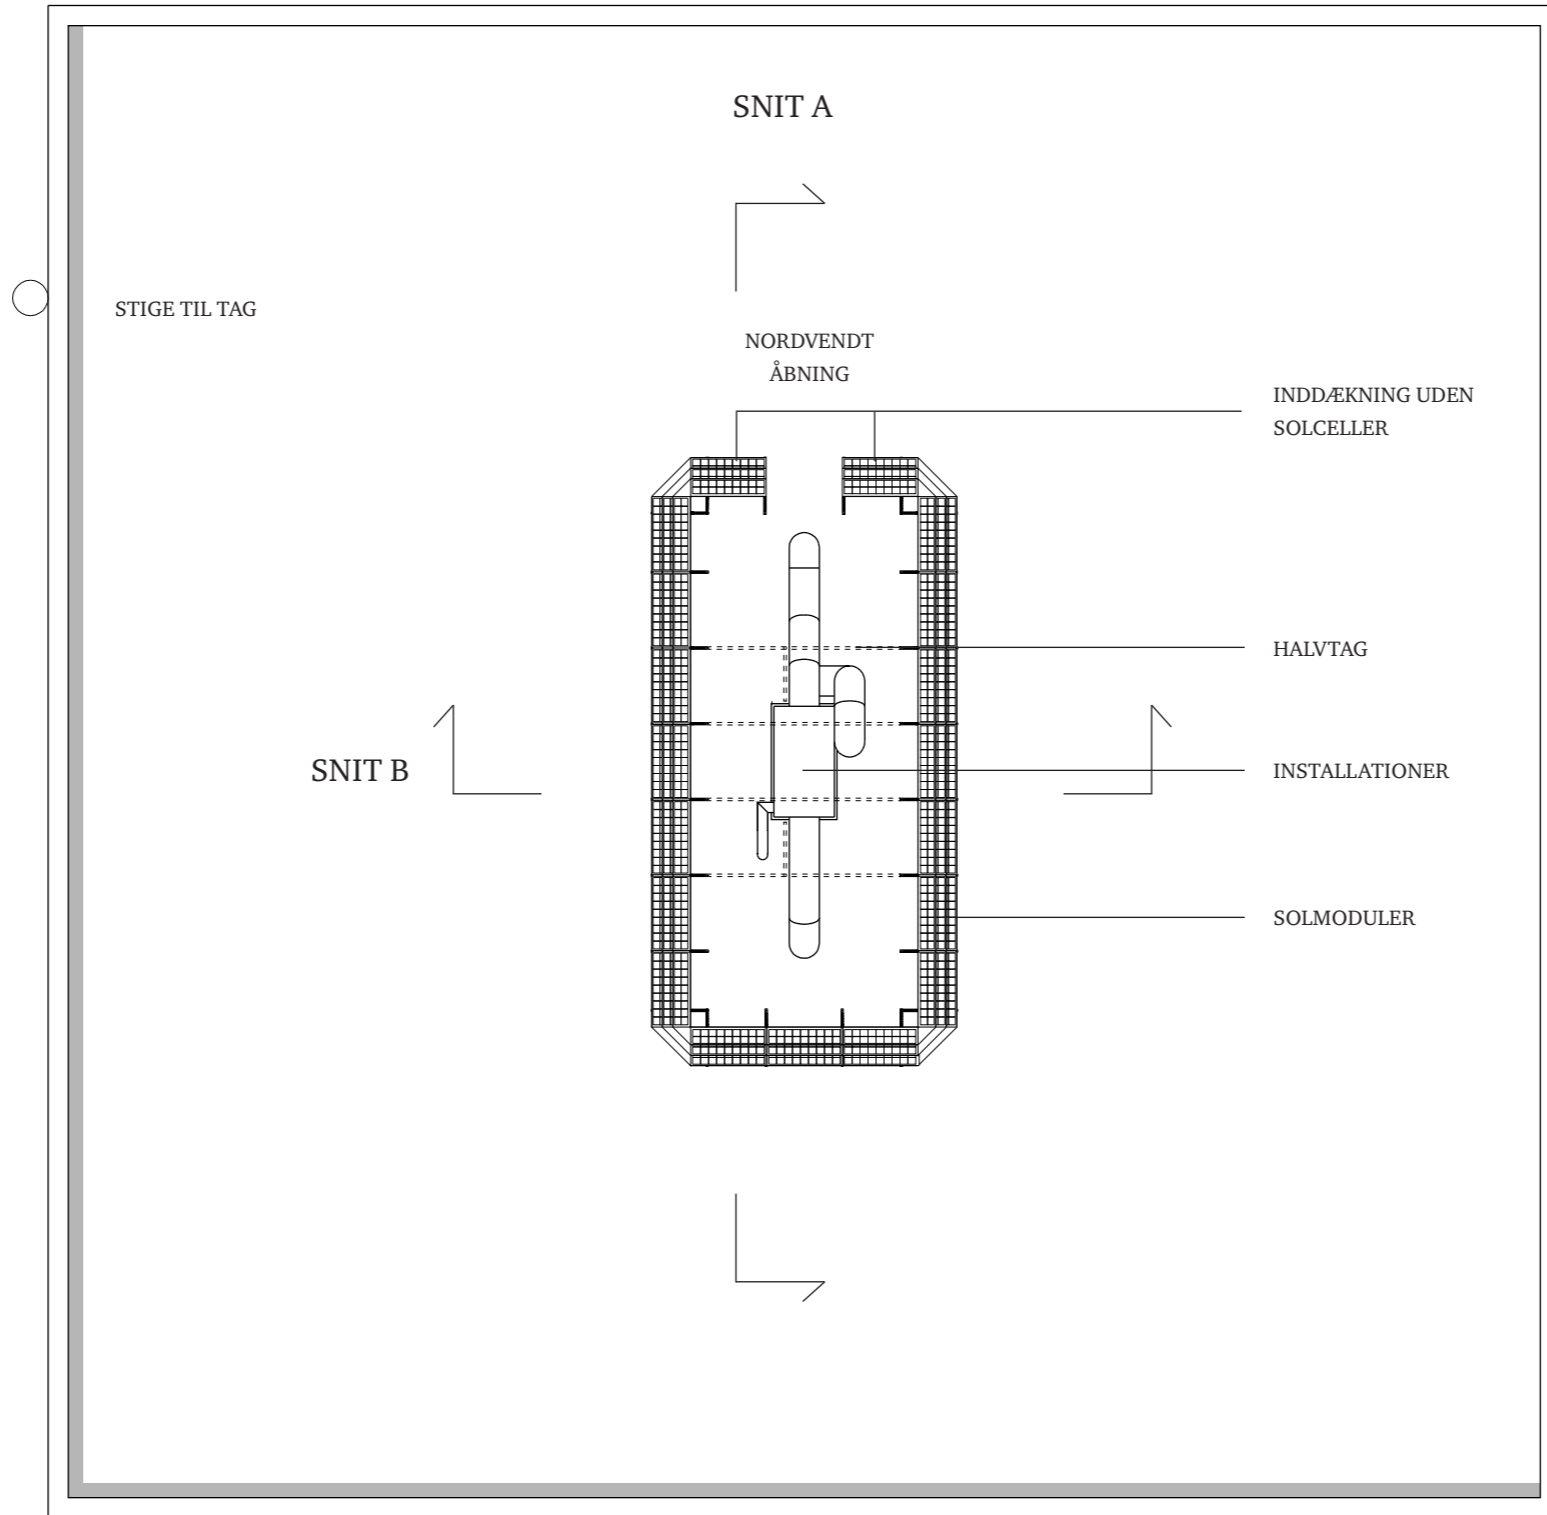 SNIT A
STIGE TIL TAG
NORDVENDT
ÅBNING
INDDÆKNING UDEN
SOLCELLER
HALVTAG
SNIT B
INSTALLATIONER
SOLMODULER